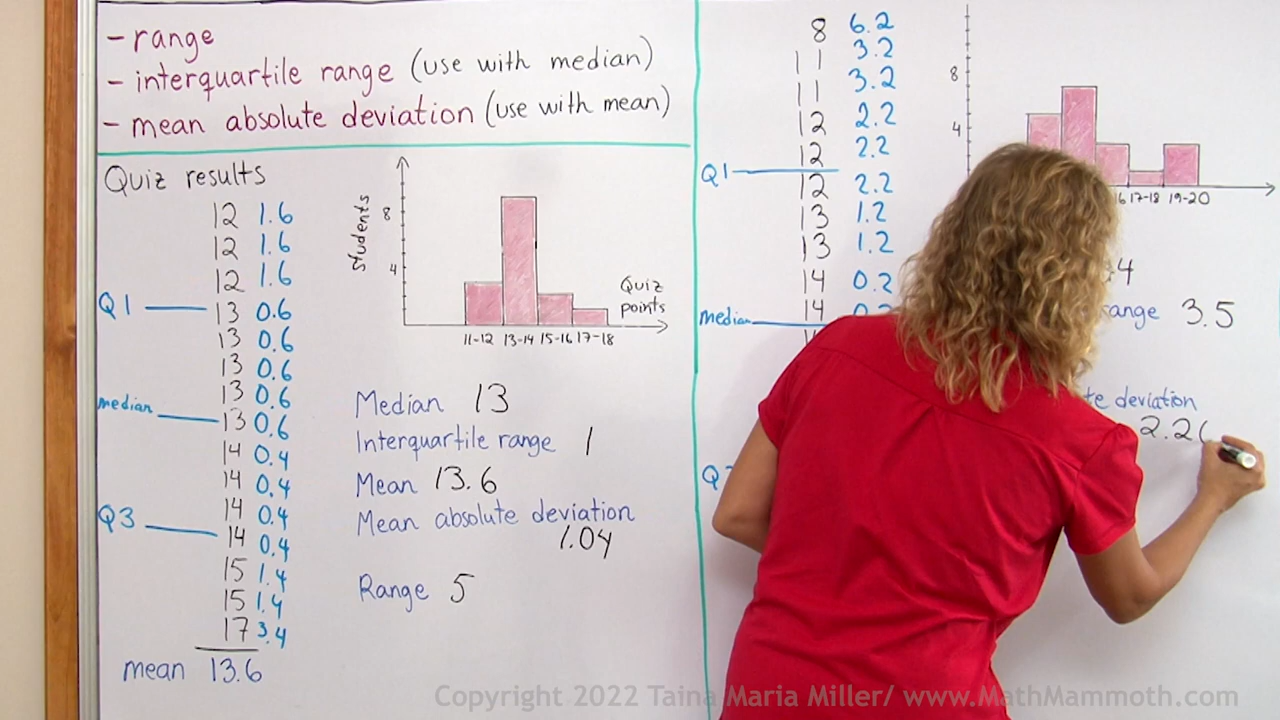 - range
- interquartile range (use with median)
- mean absolute deviation (use with mean)
Quiz results
12 1.6
12 1.6
12 1.6
Q1
13 0.6
13 0.6
13 0.6
13 0.6
median
13 0.6
14 0.4
14 0.4
14 0.4
Q3
14 0.4
15 1.4
15 1.4
17 3.4
mean 13.6
Students
8
4
Quiz points
11-12 13-14 15-16 17-18
Median 13
Interquartile range 1
Mean 13.6
Mean absolute deviation
1.04
Range 5
8 6.2
11 3.2
11 3.2
12 2.2
12 2.2
Q1
12 2.2
13 1.2
13 1.2
14 0.2
14
median
8
4
17-18 19-20
3.5
deviation
Copyright 2022 Taina Maria Miller/ www.MathMammoth.com